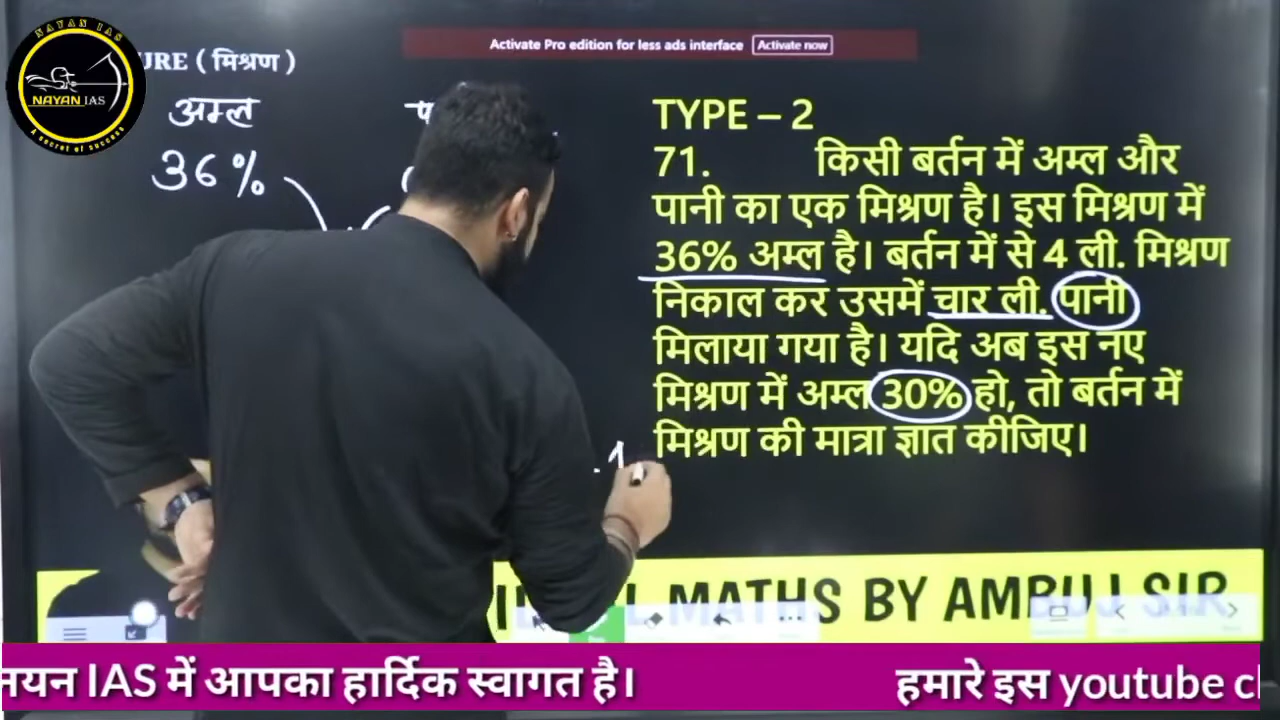 NAYAN IAS
NAYAN IAS
A secret of success
URE ( मिश्रण )
Activate Pro edition for less ads interface Activate now
अम्ल
36%
TYPE – 2
71. किसी बर्तन में अम्ल और
पानी का एक मिश्रण है। इस मिश्रण में
36% अम्ल है। बर्तन में से 4 ली. मिश्रण
निकाल कर उसमें चार ली. पानी
मिलाया गया है। यदि अब इस नए
मिश्रण में अम्ल 30% हो, तो बर्तन में
मिश्रण की मात्रा ज्ञात कीजिए।
MATHS BY AMBUJ SIR
नयन IAS में आपका हार्दिक स्वागत है। हमारे इस youtube